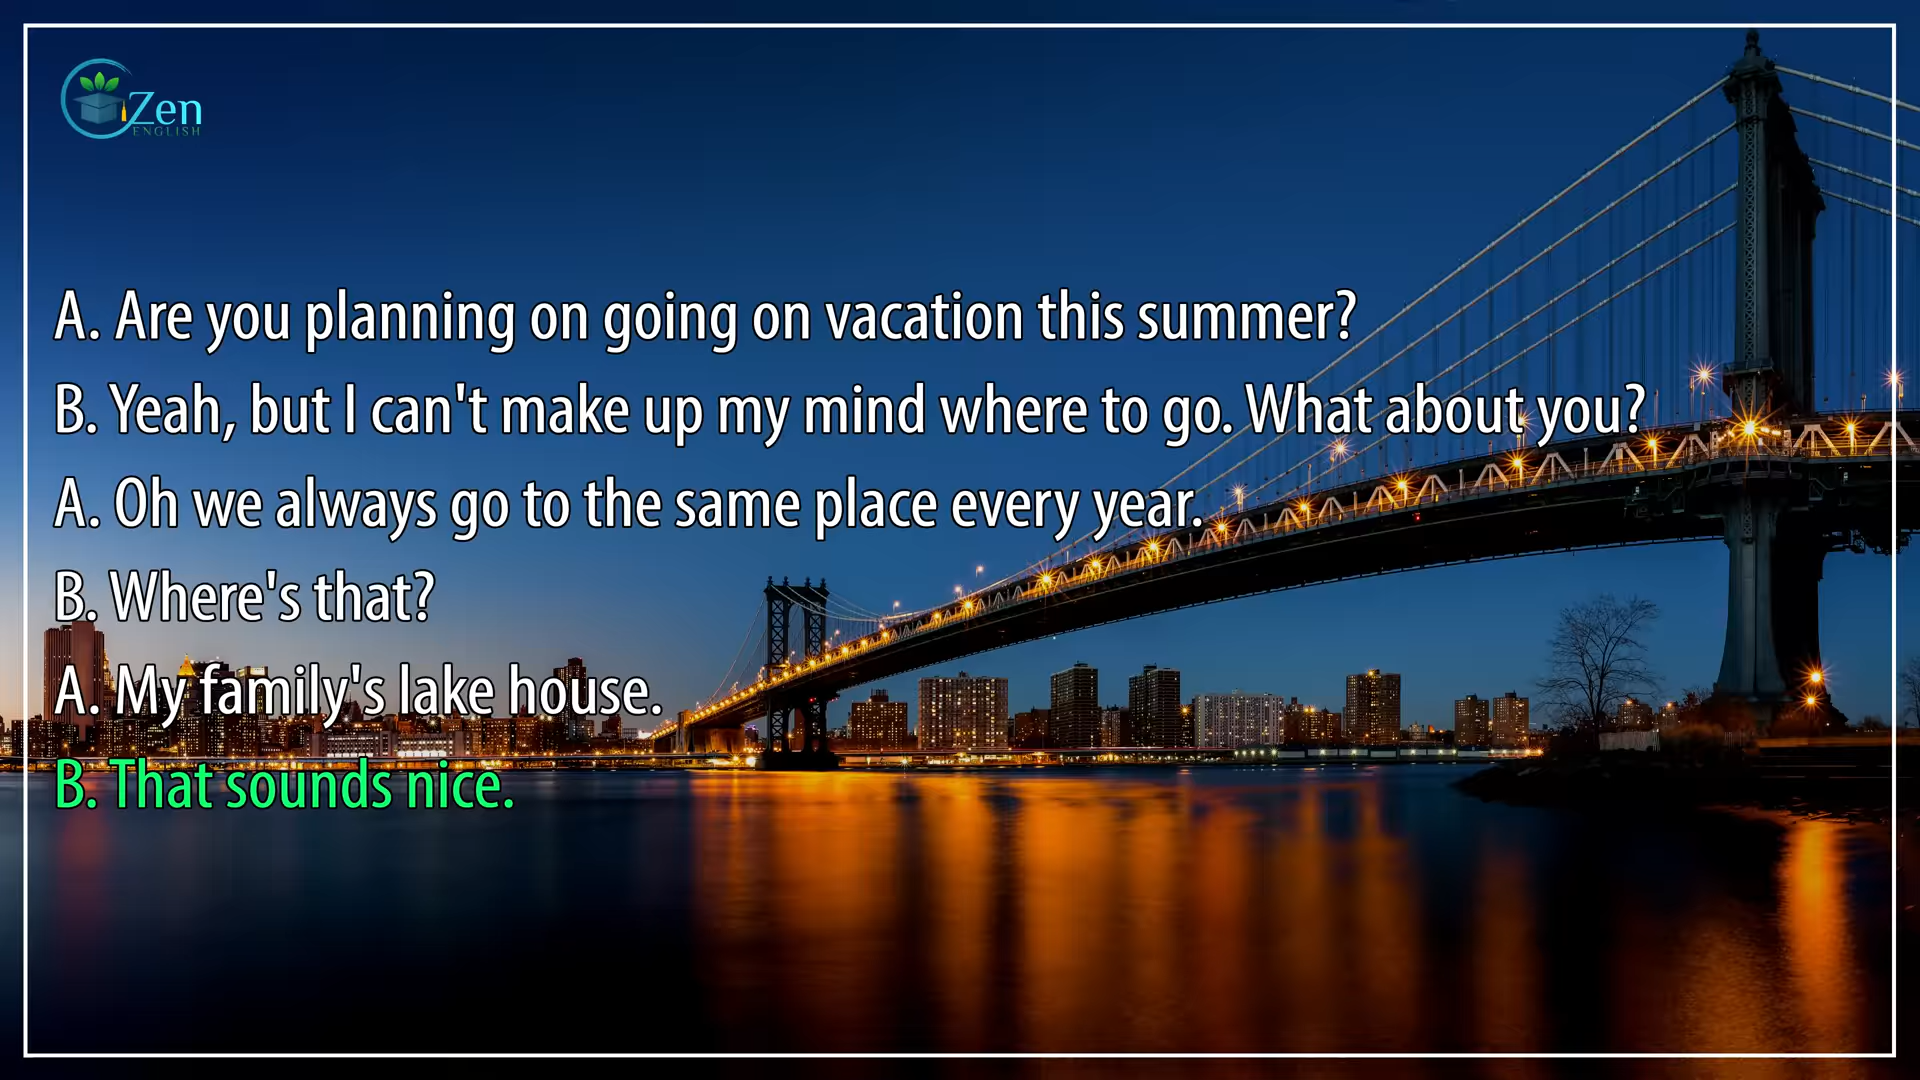 Zen
ENGLISH
A. Are you planning on going on vacation this summer?
B. Yeah, but I can't make up my mind where to go. What about you?
A. Oh we always go to the same place every year.
B. Where's that?
A. My family's lake house.
B. That sounds nice.